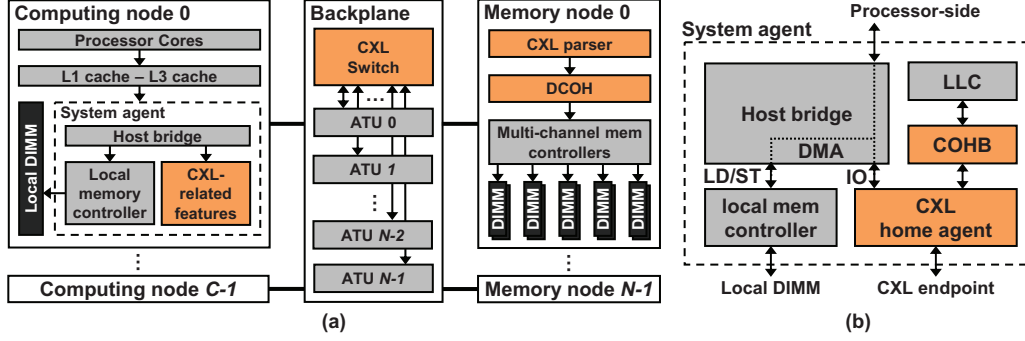 Computing node 0
Processor Cores
L1 cache – L3 cache
Local DIMM
System agent
Host bridge
Local
memory
controller
CXL-
related
features
⋮
Computing node C-1
Backplane
CXL
Switch
...
ATU 0
ATU 1
⋮
ATU N-2
ATU N-1
Memory node 0
CXL parser
DCOH
Multi-channel mem
controllers
DIMM
DIMM
DIMM
DIMM
DIMM
⋮
Memory node N-1
(a)
Processor-side
System agent
Host bridge
DMA
LLC
COHB
LD/ST
IO
local mem
controller
CXL
home agent
Local DIMM
CXL endpoint
(b)